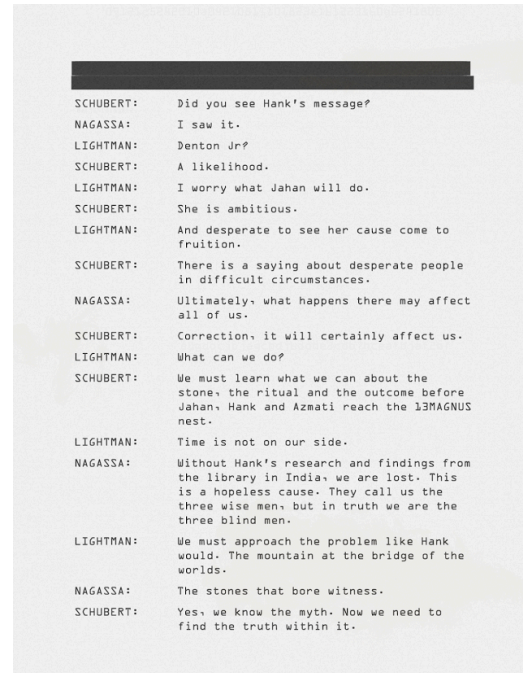 SCHUBERT: Did you see Hank's message?
NAGASSA: I saw it.
LIGHTMAN: Denton Jr?
SCHUBERT: A likelihood.
LIGHTMAN: I worry what Jahan will do.
SCHUBERT: She is ambitious.
LIGHTMAN: And desperate to see her cause come to
fruition.
SCHUBERT: There is a saying about desperate people
in difficult circumstances.
NAGASSA: Ultimately, what happens there may affect
all of us.
SCHUBERT: Correction, it will certainly affect us.
LIGHTMAN: What can we do?
SCHUBERT: We must learn what we can about the
stone, the ritual and the outcome before
Jahan, Hank and Azmati reach the 13MAGNUS
nest.
LIGHTMAN: Time is not on our side.
NAGASSA: Without Hank's research and findings from
the library in India, we are lost. This
is a hopeless cause. They call us the
three wise men, but in truth we are the
three blind men.
LIGHTMAN: We must approach the problem like Hank
would. The mountain at the bridge of the
worlds.
NAGASSA: The stones that bore witness.
SCHUBERT: Yes, we know the myth. Now we need to
find the truth within it.